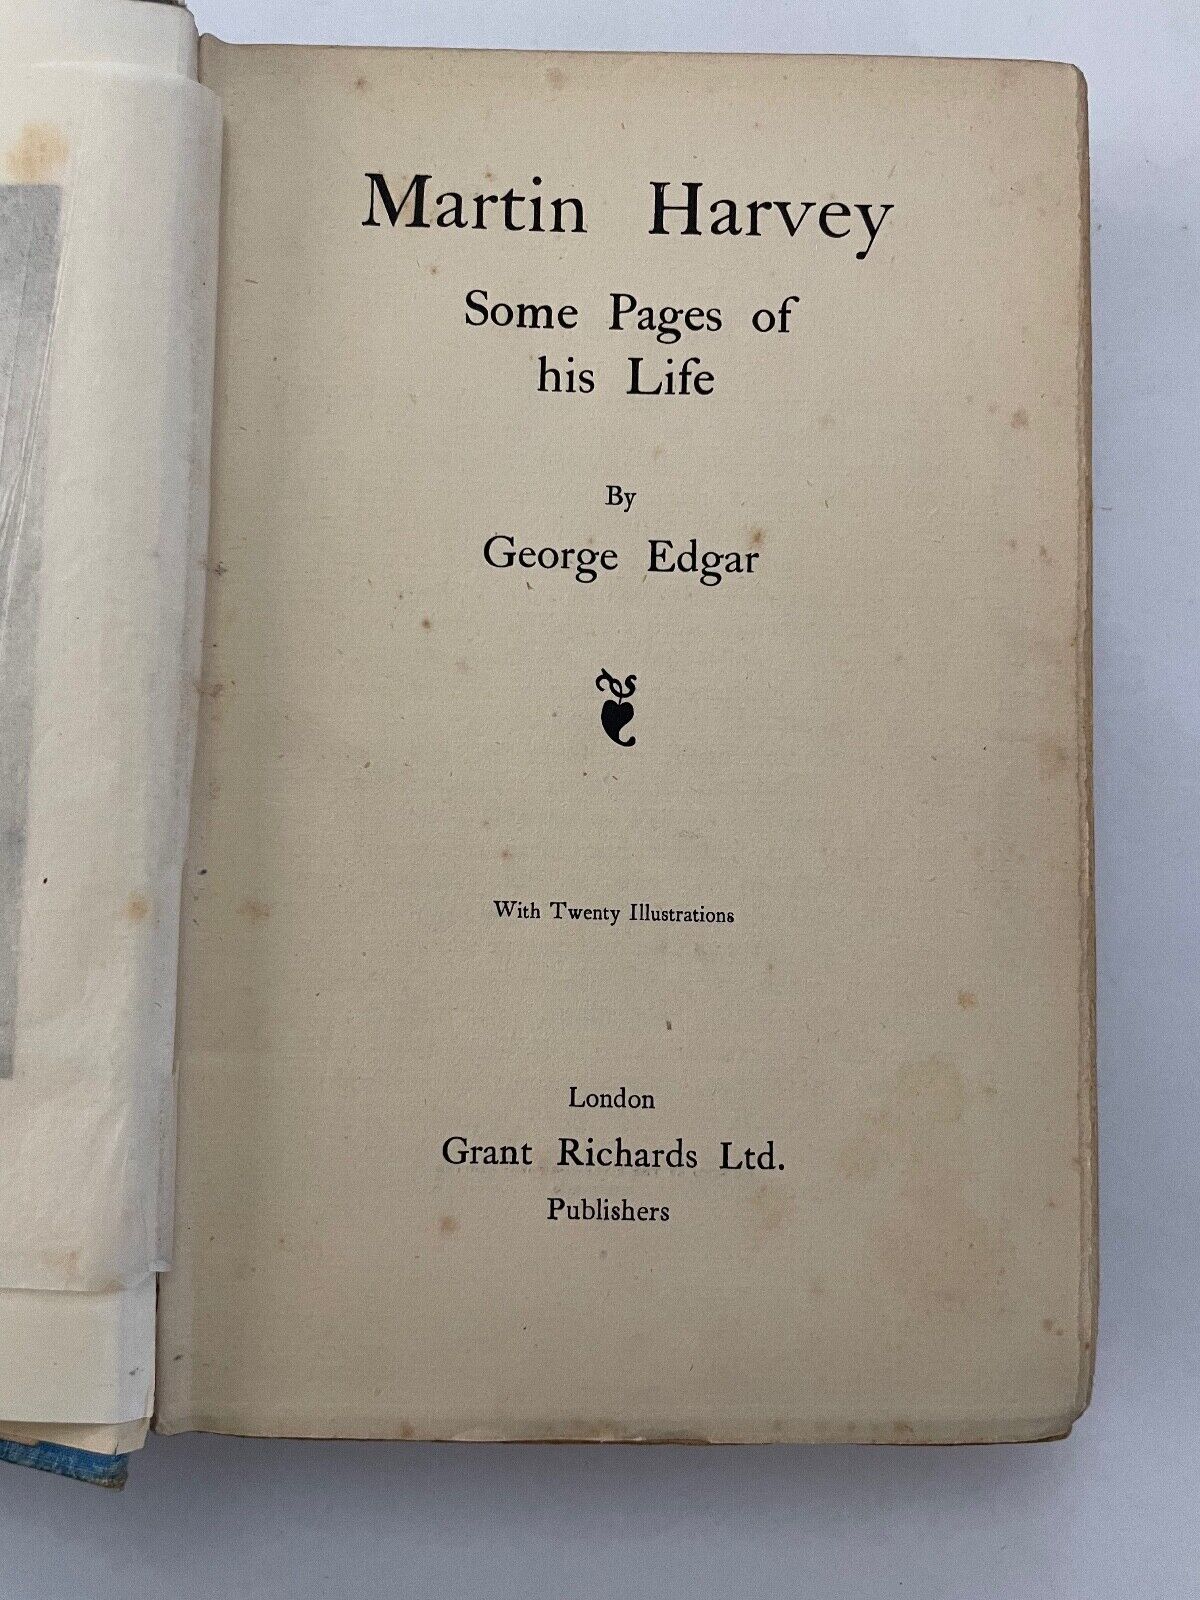 Martin Harvey
Some Pages of
his Life
By
George Edgar
With Twenty Illustrations
London
Grant Richards Ltd.
Publishers